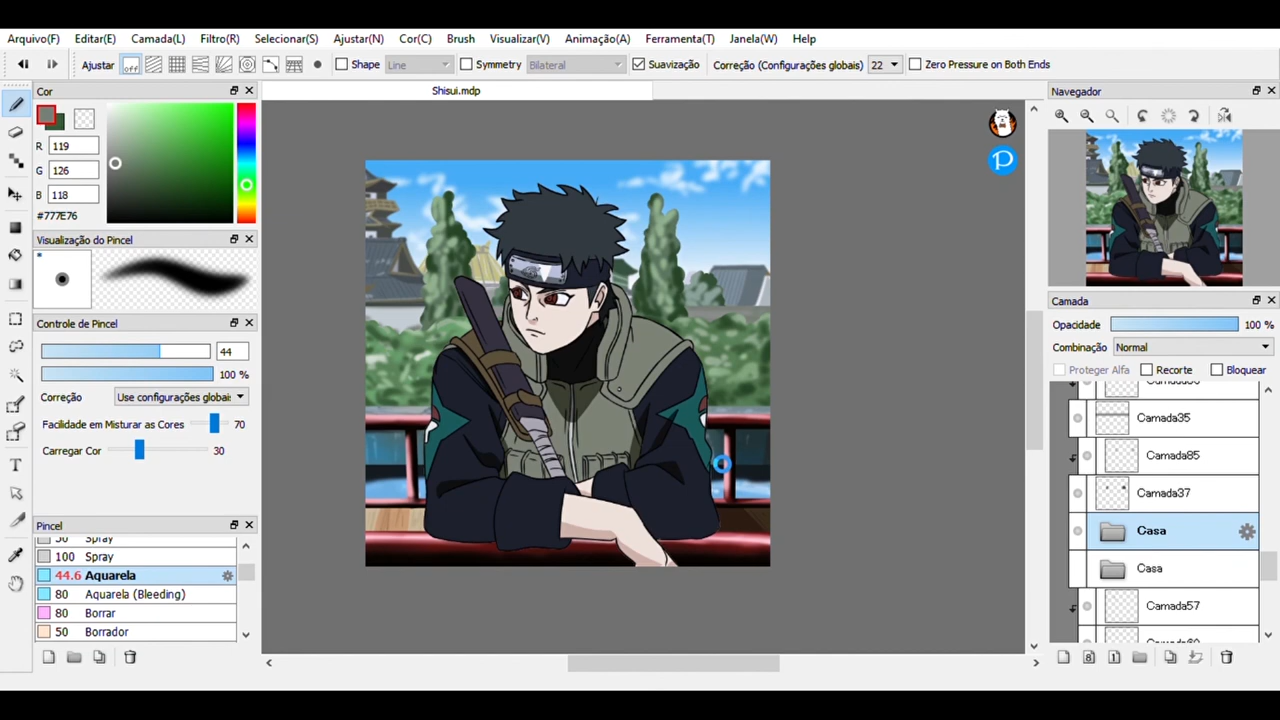 Arquivo(F) Editar(E) Camada(L) Filtro(R) Selecionar(S) Ajustar(N) Cor(C) Brush Visualizar(V) Animação(A) Ferramenta(T) Janela(W) Help
Ajustar off Shape Line Symmetry Bilateral Suavização Correção (Configurações globais) 22 Zero Pressure on Both Ends
Cor
Shisui.mdp
Navegador
R 119
G 126
B 118
#777E76
Visualização do Pincel
Controle de Pincel
44
100 %
Correção Use configurações globais
Facilidade em Misturar as Cores 70
Carregar Cor 30
Pincel
50 Spray
100 Spray
44.6 Aquarela
80 Aquarela (Bleeding)
80 Borrar
50 Borrador
Camada
Opacidade 100 %
Combinação Normal
Proteger Alfa Recorte Bloquear
Camada35
Camada85
Camada37
Casa
Casa
Camada57